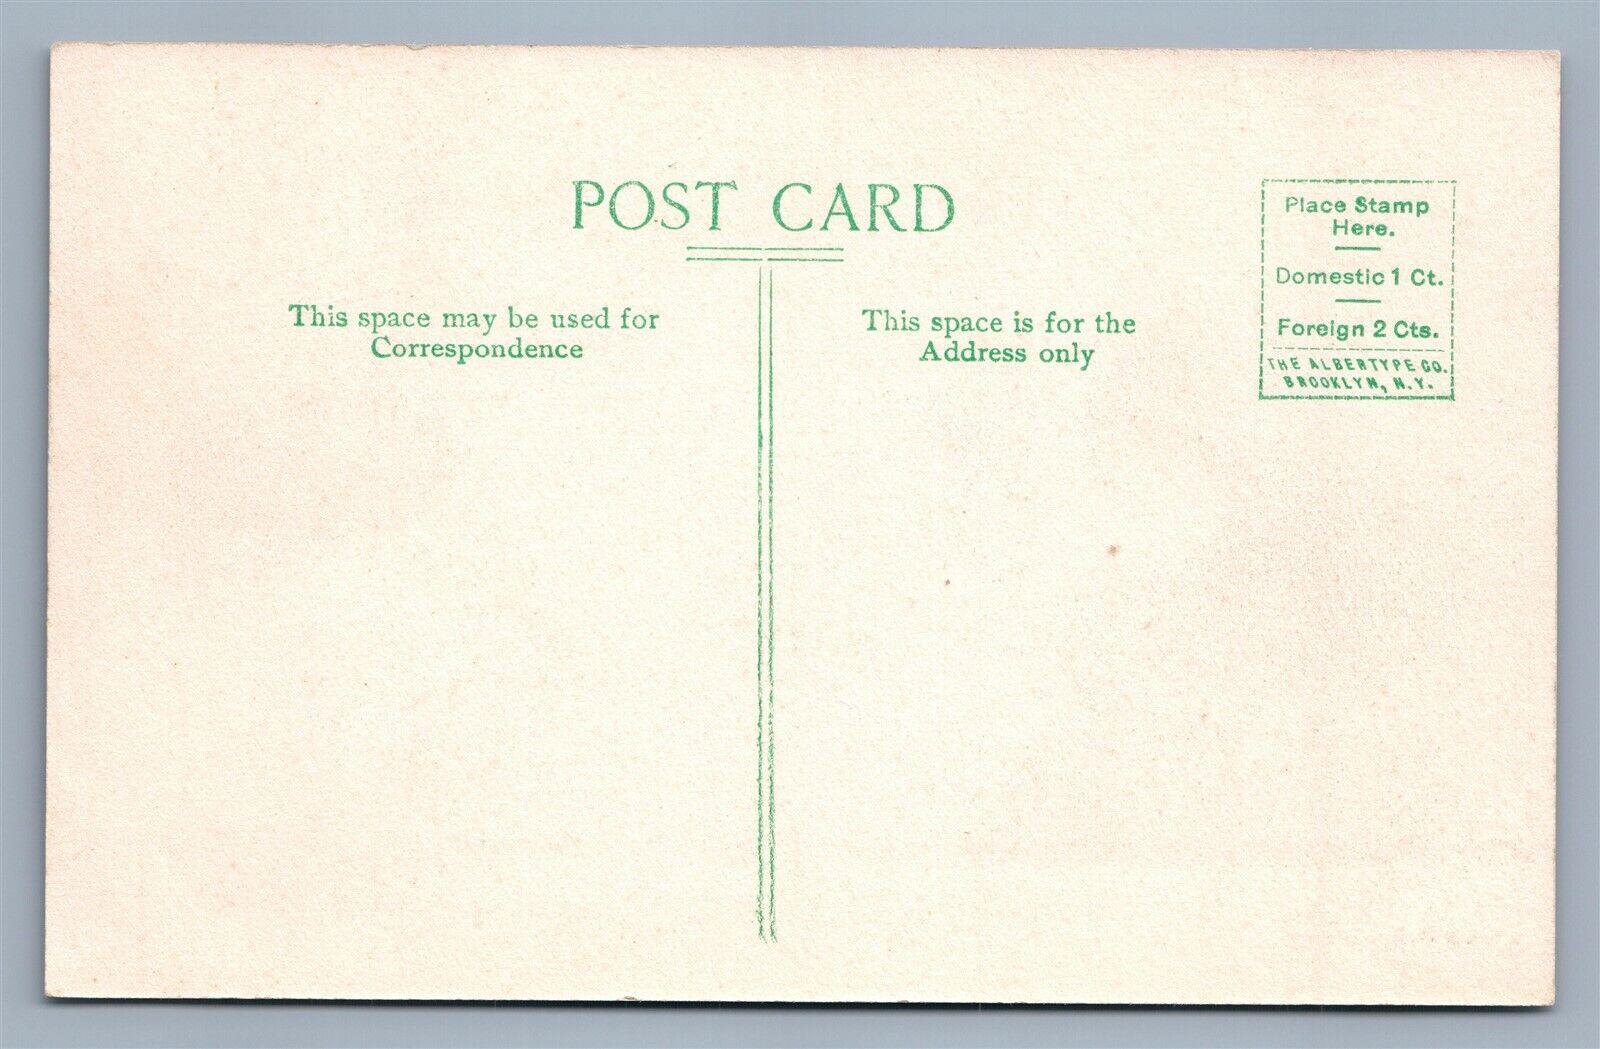 POST CARD
This space may be used for
Correspondence
This space is for the
Address only
Place Stamp
Here.
Domestic 1 Ct.
Foreign 2 Cts.
THE ALBERTYPE CO.
BROOKLYN, N.Y.